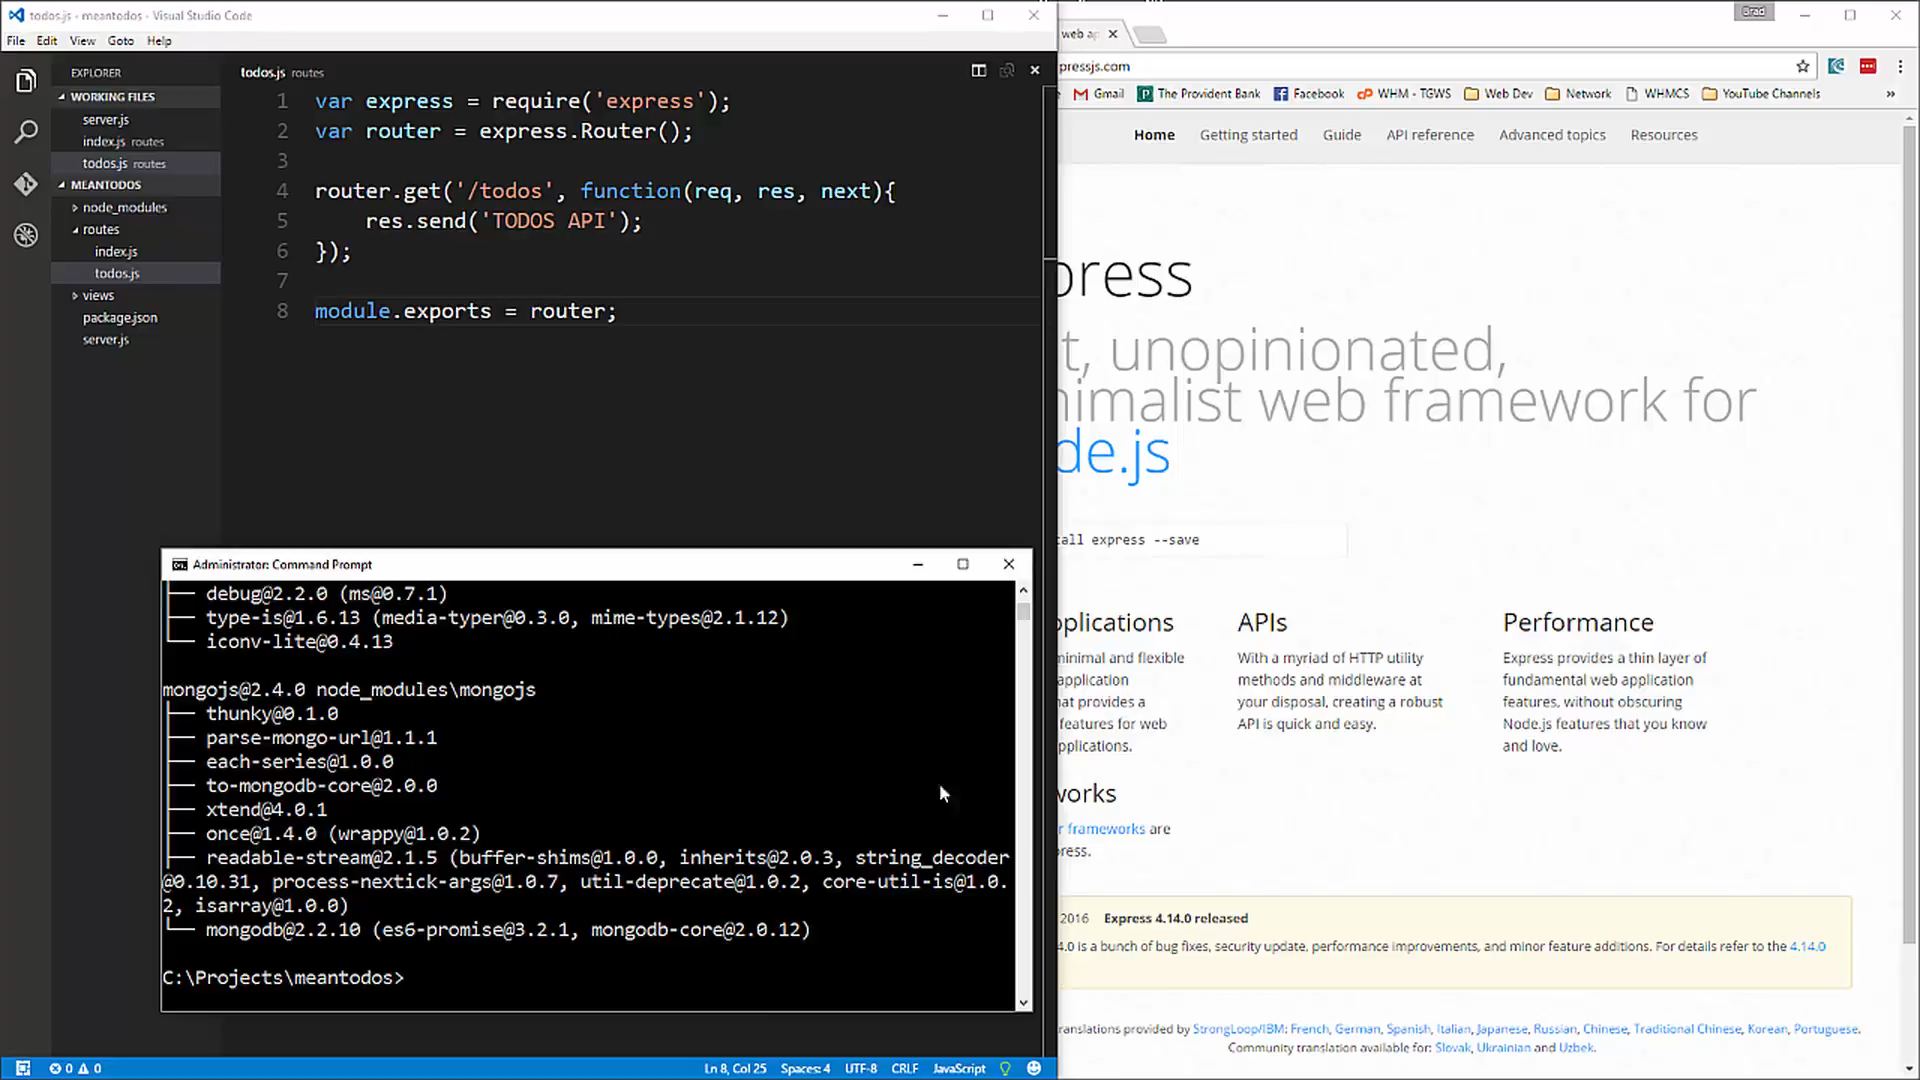 todos.js - meantodos - Visual Studio Code
File Edit View Goto Help
EXPLORER
WORKING FILES
server.js
index.js routes
todos.js routes
MEANTODOS
node_modules
routes
index.js
todos.js
views
package.json
server.js
todos.js routes
1 var express = require('express');
2 var router = express.Router();
3
4 router.get('/todos', function(req, res, next){
5 res.send('TODOS API');
6 });
7
8 module.exports = router;
Administrator: Command Prompt
├── debug@2.2.0 (ms@0.7.1)
├── type-is@1.6.13 (media-typer@0.3.0, mime-types@2.1.12)
└── iconv-lite@0.4.13
mongojs@2.4.0 node_modules\mongojs
├── thunky@0.1.0
├── parse-mongo-url@1.1.1
├── each-series@1.0.0
├── to-mongodb-core@2.0.0
├── xtend@4.0.1
├── once@1.4.0 (wrappy@1.0.2)
├── readable-stream@2.1.5 (buffer-shims@1.0.0, inherits@2.0.3, string_decoder
@0.10.31, process-nextick-args@1.0.7, util-deprecate@1.0.2, core-util-is@1.0.
2, isarray@1.0.0)
└── mongodb@2.2.10 (es6-promise@3.2.1, mongodb-core@2.0.12)
C:\Projects\meantodos>
0 0
Ln 8, Col 25 Spaces: 4 UTF-8 CRLF JavaScript
Brad
web ap
pressjs.com
Gmail The Provident Bank Facebook WHM - TGWS Web Dev Network WHMCS YouTube Channels »
Home Getting started Guide API reference Advanced topics Resources
press
t, unopinionated,
nimalist web framework for
de.js
tall express --save
pplications
minimal and flexible
application
hat provides a
features for web
pplications.
APIs
With a myriad of HTTP utility
methods and middleware at
your disposal, creating a robust
API is quick and easy.
Performance
Express provides a thin layer of
fundamental web application
features, without obscuring
Node.js features that you know
and love.
works
r frameworks are
press.
2016 Express 4.14.0 released
4.0 is a bunch of bug fixes, security update, performance improvements, and minor feature additions. For details refer to the 4.14.0
ranslations provided by StrongLoop/IBM: French, German, Spanish, Italian, Japanese, Russian, Chinese, Traditional Chinese, Korean, Portuguese.
Community translation available for: Slovak, Ukrainian and Uzbek.